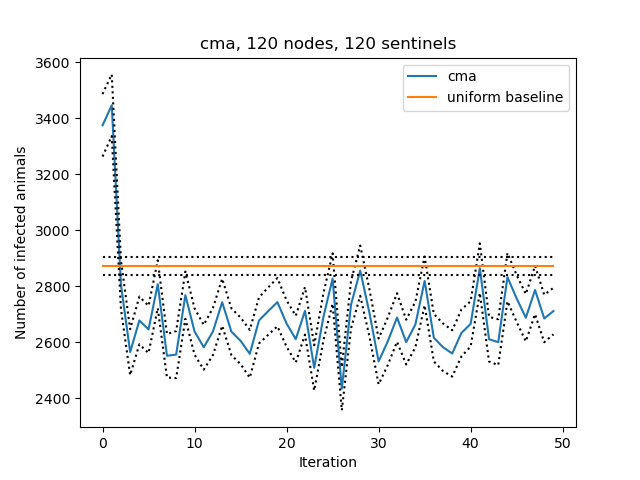 cma, 120 nodes, 120 sentinels
cma
uniform baseline
3600
3400
3200
3000
2800
2600
2400
Number of infected animals
0
10
20
30
40
50
Iteration